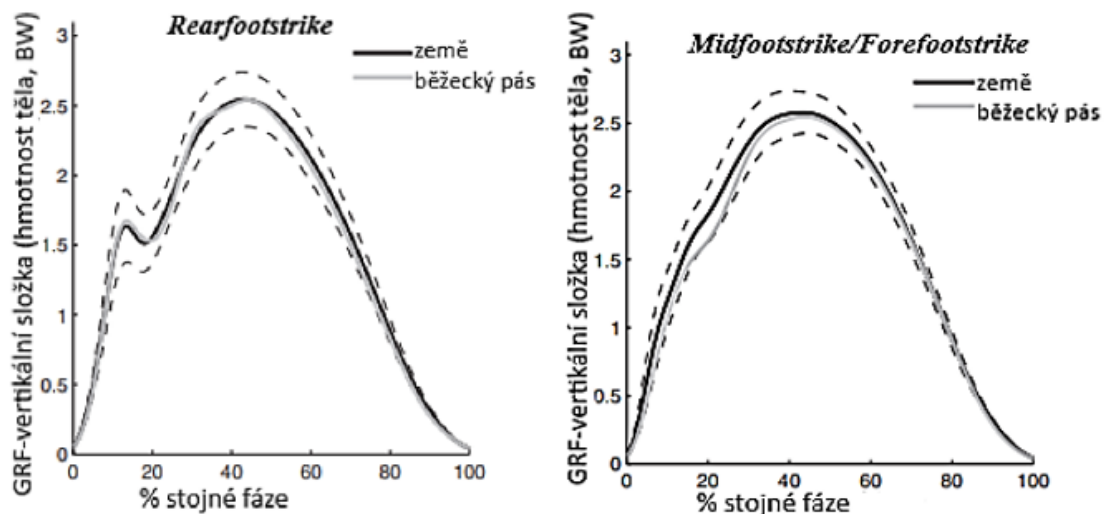 Rearfootstrike
země
běžecký pás
GRF-vertikální složka (hmotnost těla, BW)
3
2.5
2
1.5
1
0.5
0
0 20 40 60 80 100
% stojné fáze
Midfootstrike/Forefootstrike
země
běžecký pás
GRF-vertikální složka (hmotnost těla, BW)
3
2.5
2
1.5
1
0.5
0
0 20 40 60 80 100
% stojné fáze